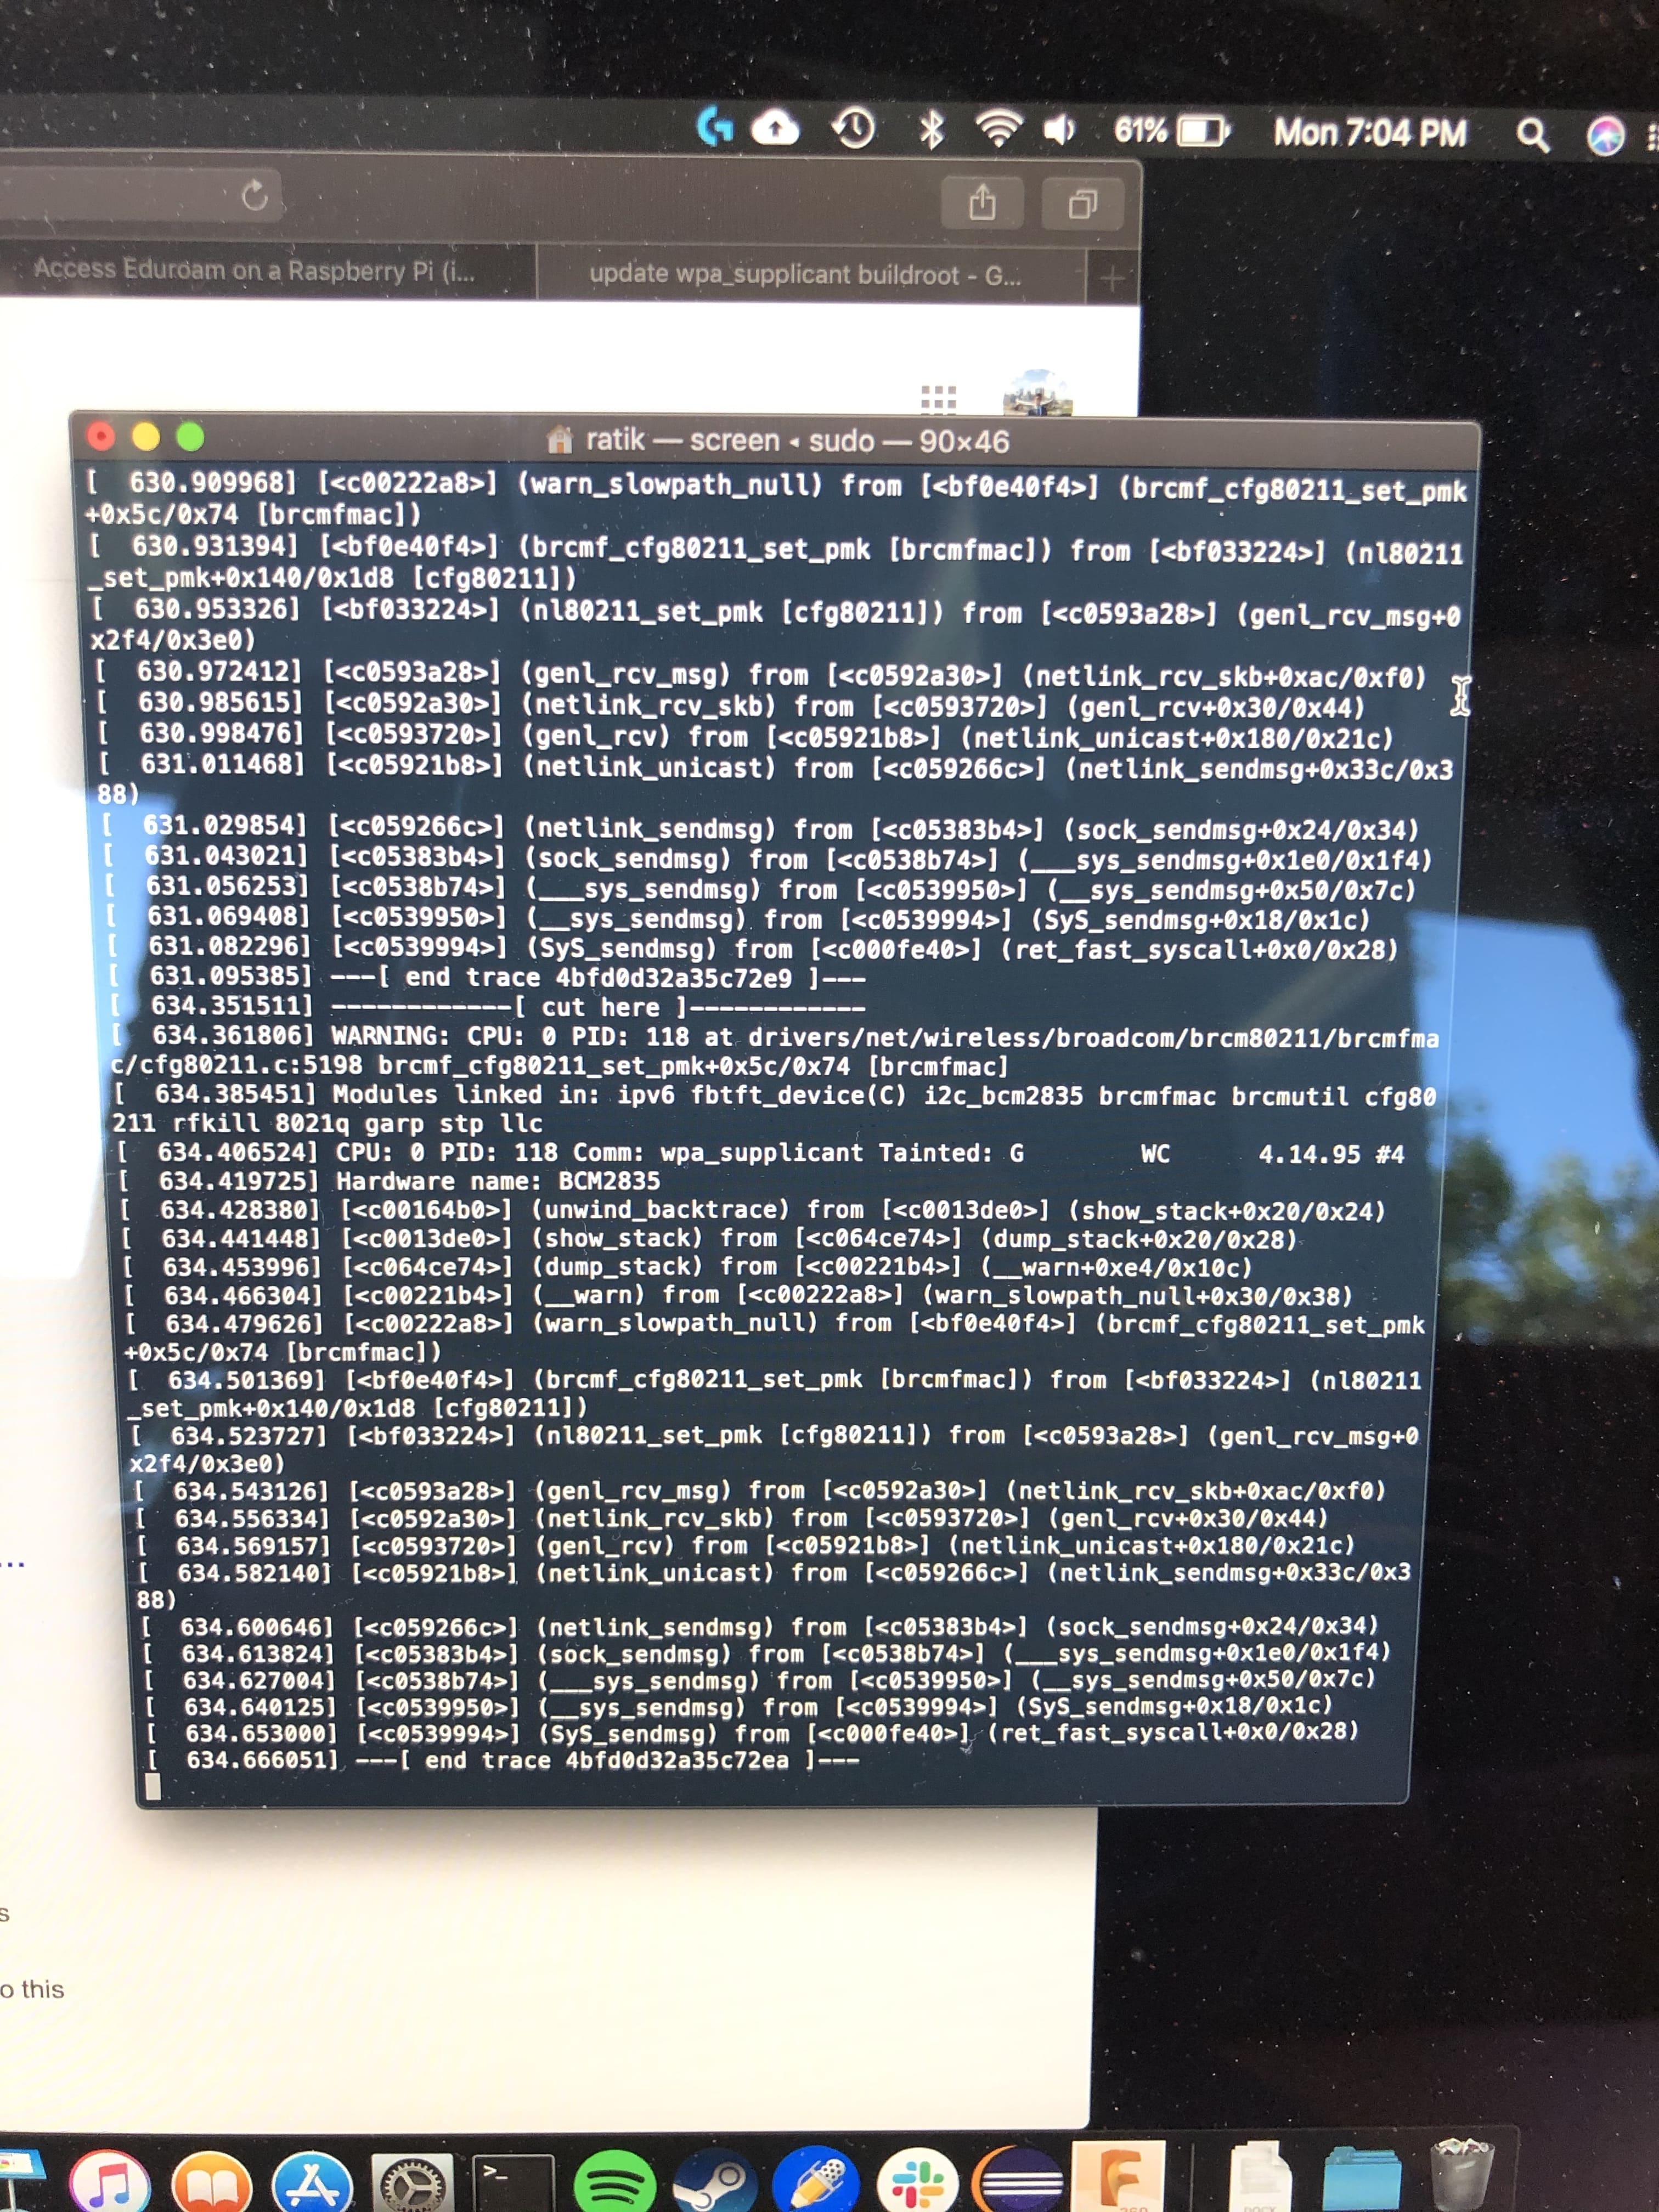 61% Mon 7:04 PM
Access Eduroam on a Raspberry Pi (i...
update wpa_supplicant buildroot - G...
ratik — screen ◂ sudo — 90×46
[  630.909968] [<c00222a8>] (warn_slowpath_null) from [<bf0e40f4>] (brcmf_cfg80211_set_pmk
+0x5c/0x74 [brcmfmac])
[  630.931394] [<bf0e40f4>] (brcmf_cfg80211_set_pmk [brcmfmac]) from [<bf033224>] (nl80211
_set_pmk+0x140/0x1d8 [cfg80211])
[  630.953326] [<bf033224>] (nl80211_set_pmk [cfg80211]) from [<c0593a28>] (genl_rcv_msg+0
x2f4/0x3e0)
[  630.972412] [<c0593a28>] (genl_rcv_msg) from [<c0592a30>] (netlink_rcv_skb+0xac/0xf0)
[  630.985615] [<c0592a30>] (netlink_rcv_skb) from [<c0593720>] (genl_rcv+0x30/0x44)
[  630.998476] [<c0593720>] (genl_rcv) from [<c05921b8>] (netlink_unicast+0x180/0x21c)
[  631.011468] [<c05921b8>] (netlink_unicast) from [<c059266c>] (netlink_sendmsg+0x33c/0x3
88)
[  631.029854] [<c059266c>] (netlink_sendmsg) from [<c05383b4>] (sock_sendmsg+0x24/0x34)
[  631.043021] [<c05383b4>] (sock_sendmsg) from [<c0538b74>] (___sys_sendmsg+0x1e0/0x1f4)
[  631.056253] [<c0538b74>] (___sys_sendmsg) from [<c0539950>] (__sys_sendmsg+0x50/0x7c)
[  631.069408] [<c0539950>] (__sys_sendmsg) from [<c0539994>] (SyS_sendmsg+0x18/0x1c)
[  631.082296] [<c0539994>] (SyS_sendmsg) from [<c000fe40>] (ret_fast_syscall+0x0/0x28)
[  631.095385] ---[ end trace 4bfd0d32a35c72e9 ]---
[  634.351511] ------------[ cut here ]------------
[  634.361806] WARNING: CPU: 0 PID: 118 at drivers/net/wireless/broadcom/brcm80211/brcmfma
c/cfg80211.c:5198 brcmf_cfg80211_set_pmk+0x5c/0x74 [brcmfmac]
[  634.385451] Modules linked in: ipv6 fbtft_device(C) i2c_bcm2835 brcmfmac brcmutil cfg80
211 rfkill 8021q garp stp llc
[  634.406524] CPU: 0 PID: 118 Comm: wpa_supplicant Tainted: G        WC      4.14.95 #4
[  634.419725] Hardware name: BCM2835
[  634.428380] [<c00164b0>] (unwind_backtrace) from [<c0013de0>] (show_stack+0x20/0x24)
[  634.441448] [<c0013de0>] (show_stack) from [<c064ce74>] (dump_stack+0x20/0x28)
[  634.453996] [<c064ce74>] (dump_stack) from [<c00221b4>] (__warn+0xe4/0x10c)
[  634.466304] [<c00221b4>] (__warn) from [<c00222a8>] (warn_slowpath_null+0x30/0x38)
[  634.479626] [<c00222a8>] (warn_slowpath_null) from [<bf0e40f4>] (brcmf_cfg80211_set_pmk
+0x5c/0x74 [brcmfmac])
[  634.501369] [<bf0e40f4>] (brcmf_cfg80211_set_pmk [brcmfmac]) from [<bf033224>] (nl80211
_set_pmk+0x140/0x1d8 [cfg80211])
[  634.523727] [<bf033224>] (nl80211_set_pmk [cfg80211]) from [<c0593a28>] (genl_rcv_msg+0
x2f4/0x3e0)
[  634.543126] [<c0593a28>] (genl_rcv_msg) from [<c0592a30>] (netlink_rcv_skb+0xac/0xf0)
[  634.556334] [<c0592a30>] (netlink_rcv_skb) from [<c0593720>] (genl_rcv+0x30/0x44)
[  634.569157] [<c0593720>] (genl_rcv) from [<c05921b8>] (netlink_unicast+0x180/0x21c)
[  634.582140] [<c05921b8>] (netlink_unicast) from [<c059266c>] (netlink_sendmsg+0x33c/0x3
88)
[  634.600646] [<c059266c>] (netlink_sendmsg) from [<c05383b4>] (sock_sendmsg+0x24/0x34)
[  634.613824] [<c05383b4>] (sock_sendmsg) from [<c0538b74>] (___sys_sendmsg+0x1e0/0x1f4)
[  634.627004] [<c0538b74>] (___sys_sendmsg) from [<c0539950>] (__sys_sendmsg+0x50/0x7c)
[  634.640125] [<c0539950>] (__sys_sendmsg) from [<c0539994>] (SyS_sendmsg+0x18/0x1c)
[  634.653000] [<c0539994>] (SyS_sendmsg) from [<c000fe40>] (ret_fast_syscall+0x0/0x28)
[  634.666051] ---[ end trace 4bfd0d32a35c72ea ]---
...
s
o this
>_
F
360
DOCX